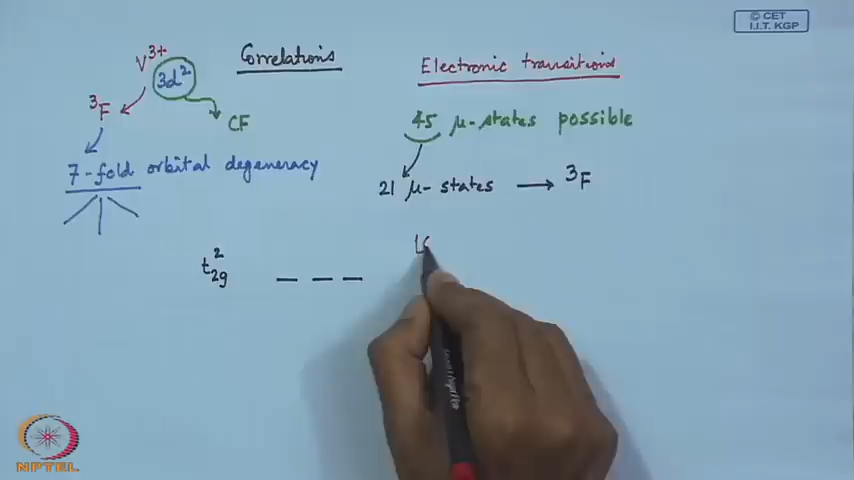 © CET
I.I.T. KGP
V³⁺
Correlations
Electronic transitions
3d²
³F
CF
45 μ-states possible
7-fold orbital degeneracy
21 μ-states → ³F
t₂g²
NPTEL